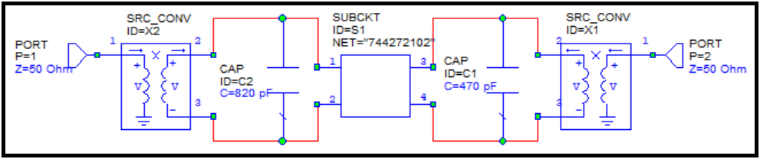 PORT
P=1
Z=50 Ohm
1
SRC_CONV
ID=X2
2
3
+
+
V
V
-
CAP
ID=C2
C=820 pF
SUBCKT
ID=S1
NET="744272102"
1
2
3
4
CAP
ID=C1
C=470 pF
SRC_CONV
ID=X1
2
3
1
+
+
V
V
-
PORT
P=2
Z=50 Ohm